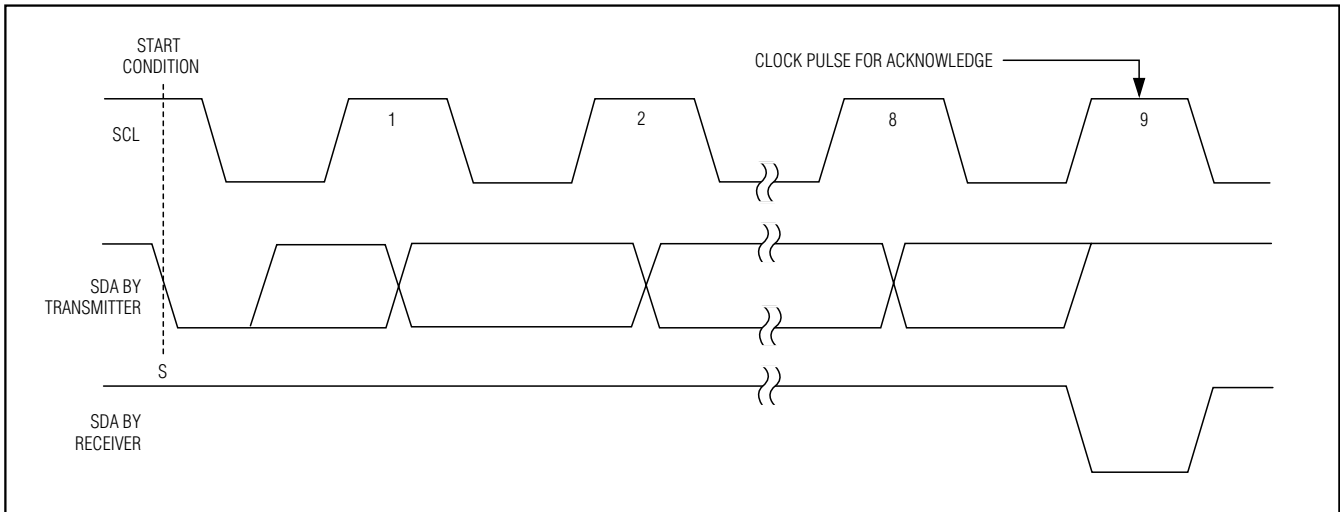 START
CONDITION
CLOCK PULSE FOR ACKNOWLEDGE
SCL
1
2
8
9
SDA BY
TRANSMITTER
S
SDA BY
RECEIVER